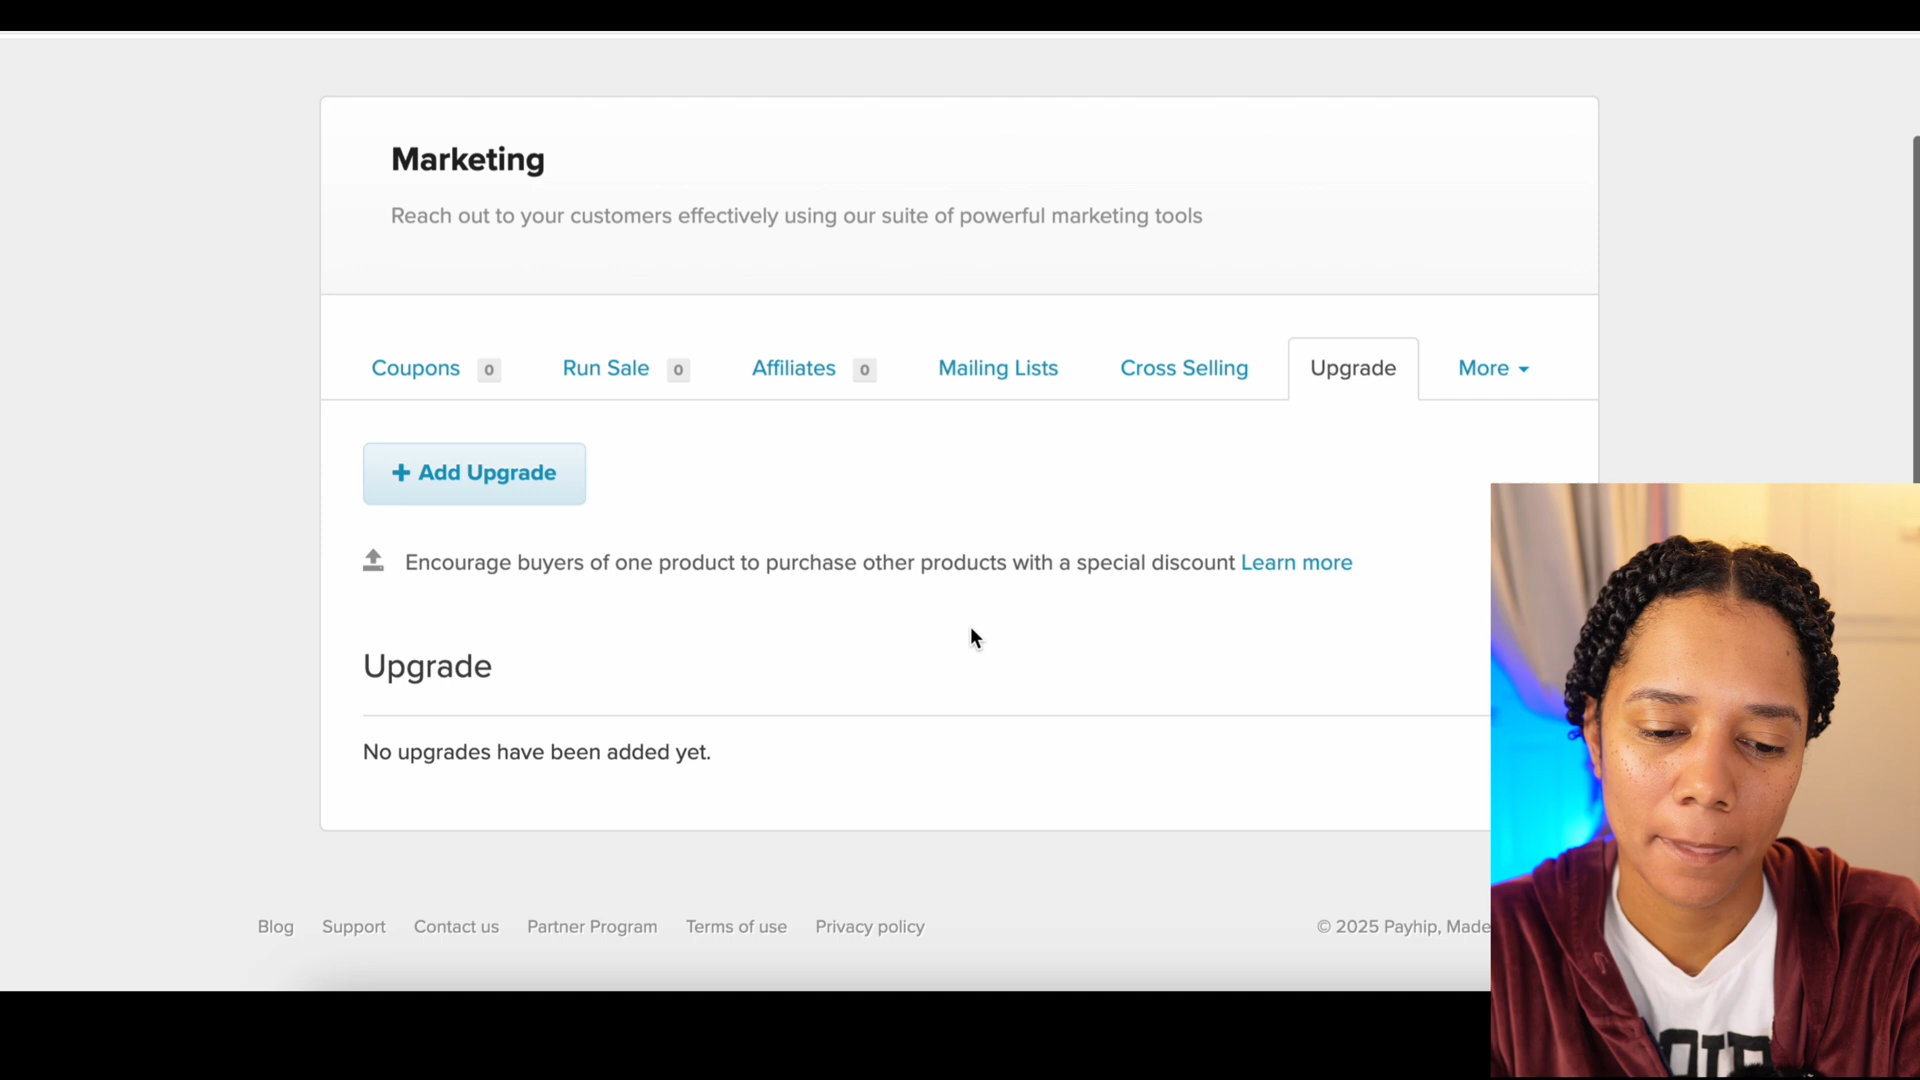 Marketing
Reach out to your customers effectively using our suite of powerful marketing tools
Coupons 0 Run Sale 0 Affiliates 0 Mailing Lists Cross Selling Upgrade More
+ Add Upgrade
Encourage buyers of one product to purchase other products with a special discount Learn more
Upgrade
No upgrades have been added yet.
Blog Support Contact us Partner Program Terms of use Privacy policy © 2025 Payhip, Made